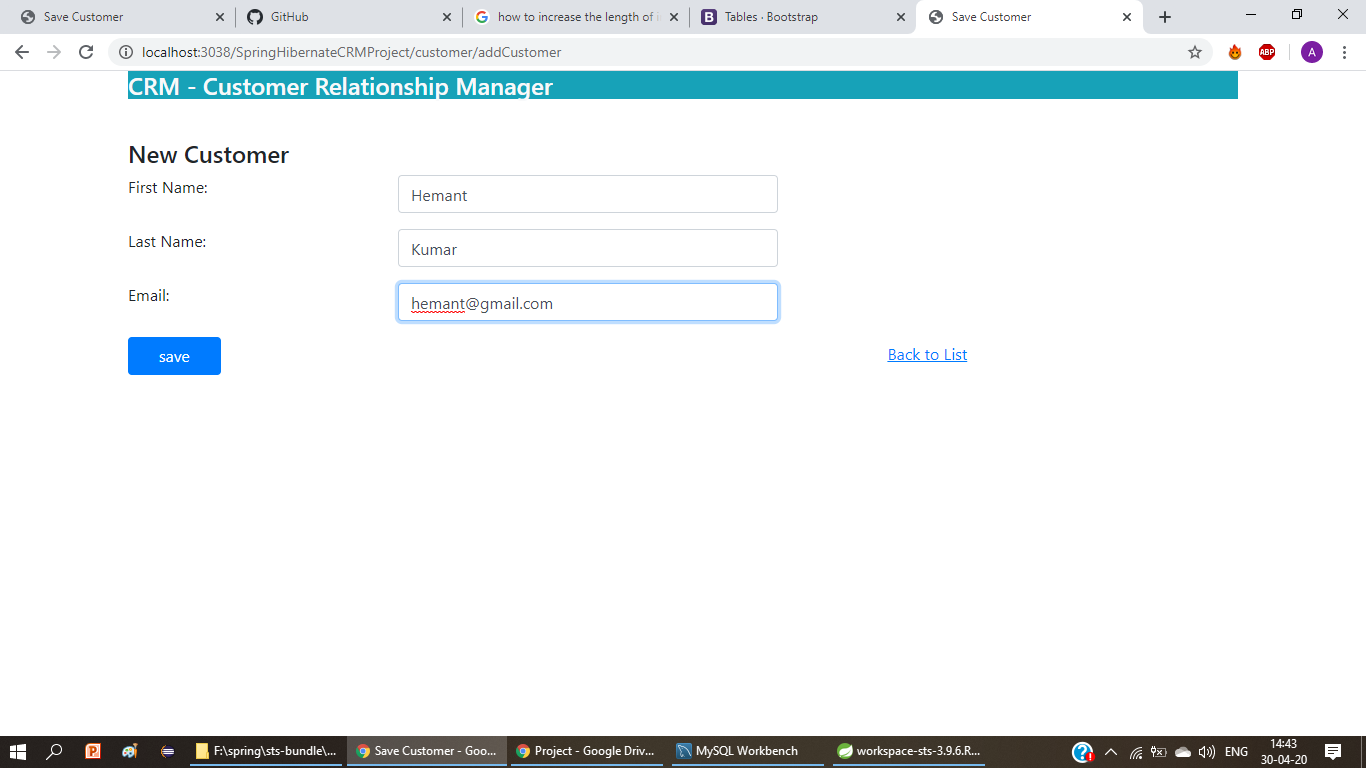 Save Customer
GitHub
how to increase the length of
Tables · Bootstrap
Save Customer
localhost:3038/SpringHibernateCRMProject/customer/addCustomer
ABP
A
CRM - Customer Relationship Manager
New Customer
First Name:
Hemant
Last Name:
Kumar
Email:
hemant@gmail.com
save
Back to List
F:\spring\sts-bundle\...
Save Customer - Goo...
Project - Google Driv...
MySQL Workbench
workspace-sts-3.9.6.R...
ENG
14:43
30-04-20